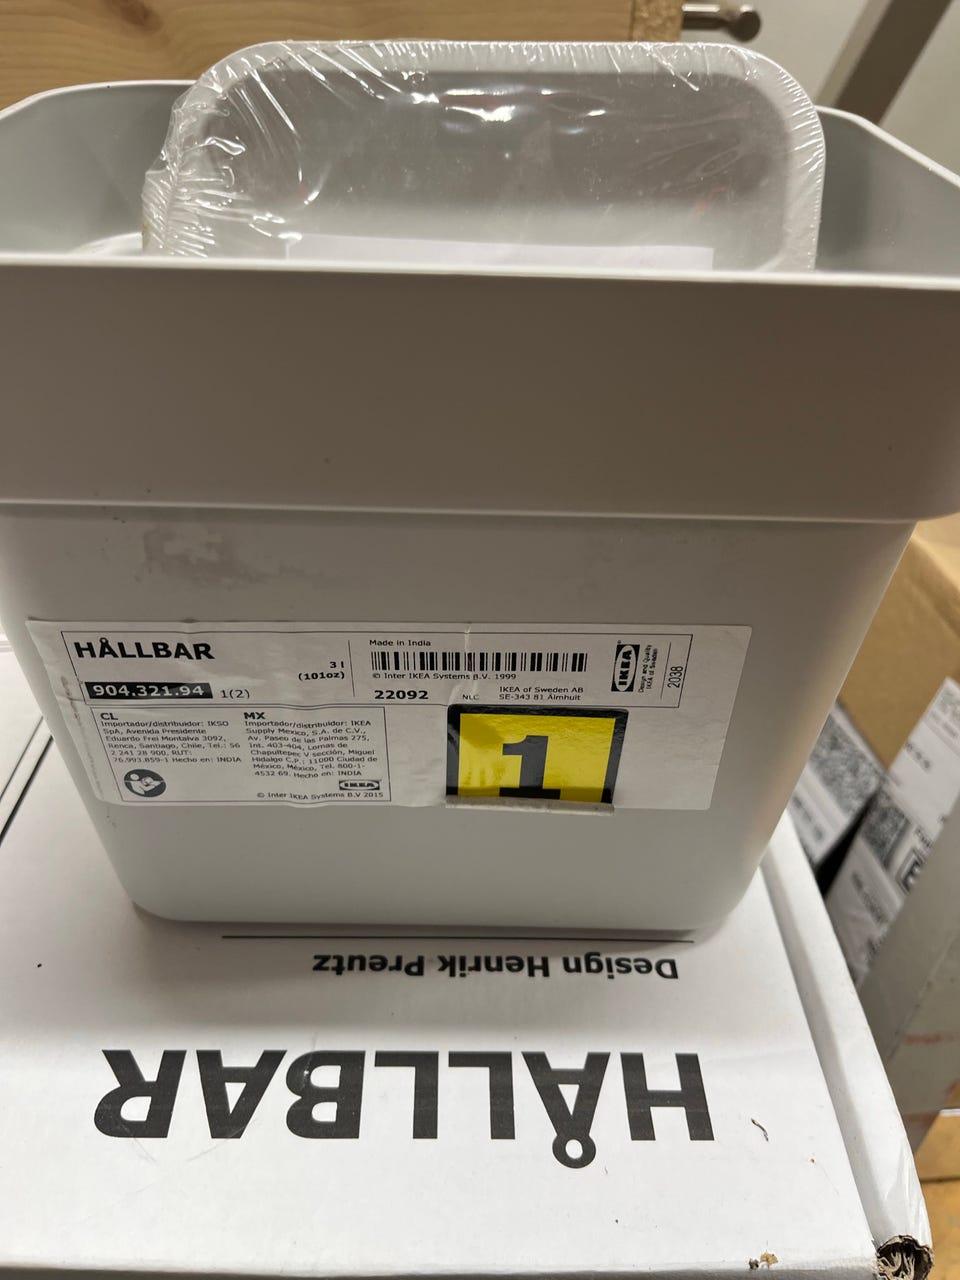 HÅLLBAR
3 l
(101oz)
904.321.94 1(2)
Made in India
© Inter IKEA Systems B.V. 1999
22092 NLC
IKEA of Sweden AB
SE-343 81 Älmhult
IKEA®
Design and Quality
IKEA of Sweden
2038
CL
Importador/distribuidor: IKSO
SpA, Avenida Presidente
Eduardo Frei Montalva 3092,
Renca, Santiago, Chile, Tel.: 56
2 241 28 900, RUT:
76.993.859-1 Hecho en: INDIA
MX
Importador/distribuidor: IKEA
Supply Mexico, S.A. de C.V.,
Av. Paseo de las Palmas 275,
Int. 403-404, Lomas de
Chapultepec V sección, Miguel
Hidalgo C.P.: 11000 Ciudad de
México, México, Tel. 800-1-
4532 69. Hecho en: INDIA
IKEA
© Inter IKEA Systems B.V 2015
1
Design Henrik Preutz
HÅLLBAR